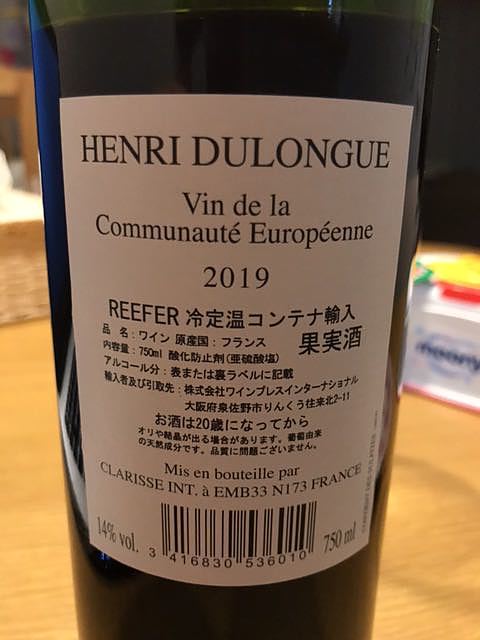 HENRI DULONGUE
Vin de la
Communauté Européenne
2019
REEFER 冷定温コンテナ輸入
品 名：ワイン 原産国：フランス 果実酒
内容量：750ml 酸化防止剤(亜硫酸塩)
アルコール分：表または裏ラベルに記載
輸入者及び引取先：株式会社ワインプレスインターナショナル
大阪府泉佐野市りんくう往来北2-11
お酒は20歳になってから
オリや結晶が出る場合があります。葡萄由来
の天然成分です。品質に問題ございません。
Mis en bouteille par
CLARISSE INT. à EMB33 N173 FRANCE
14% vol.
3 416830 536010
750 ml